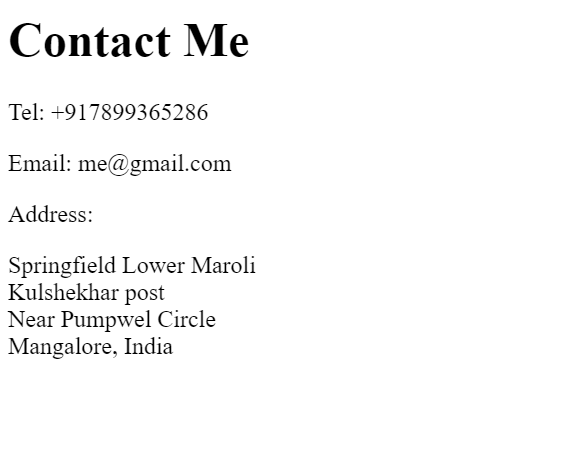 Contact Me
Tel: +917899365286
Email: me@gmail.com
Address:
Springfield Lower Maroli
Kulshekhar post
Near Pumpwel Circle
Mangalore, India